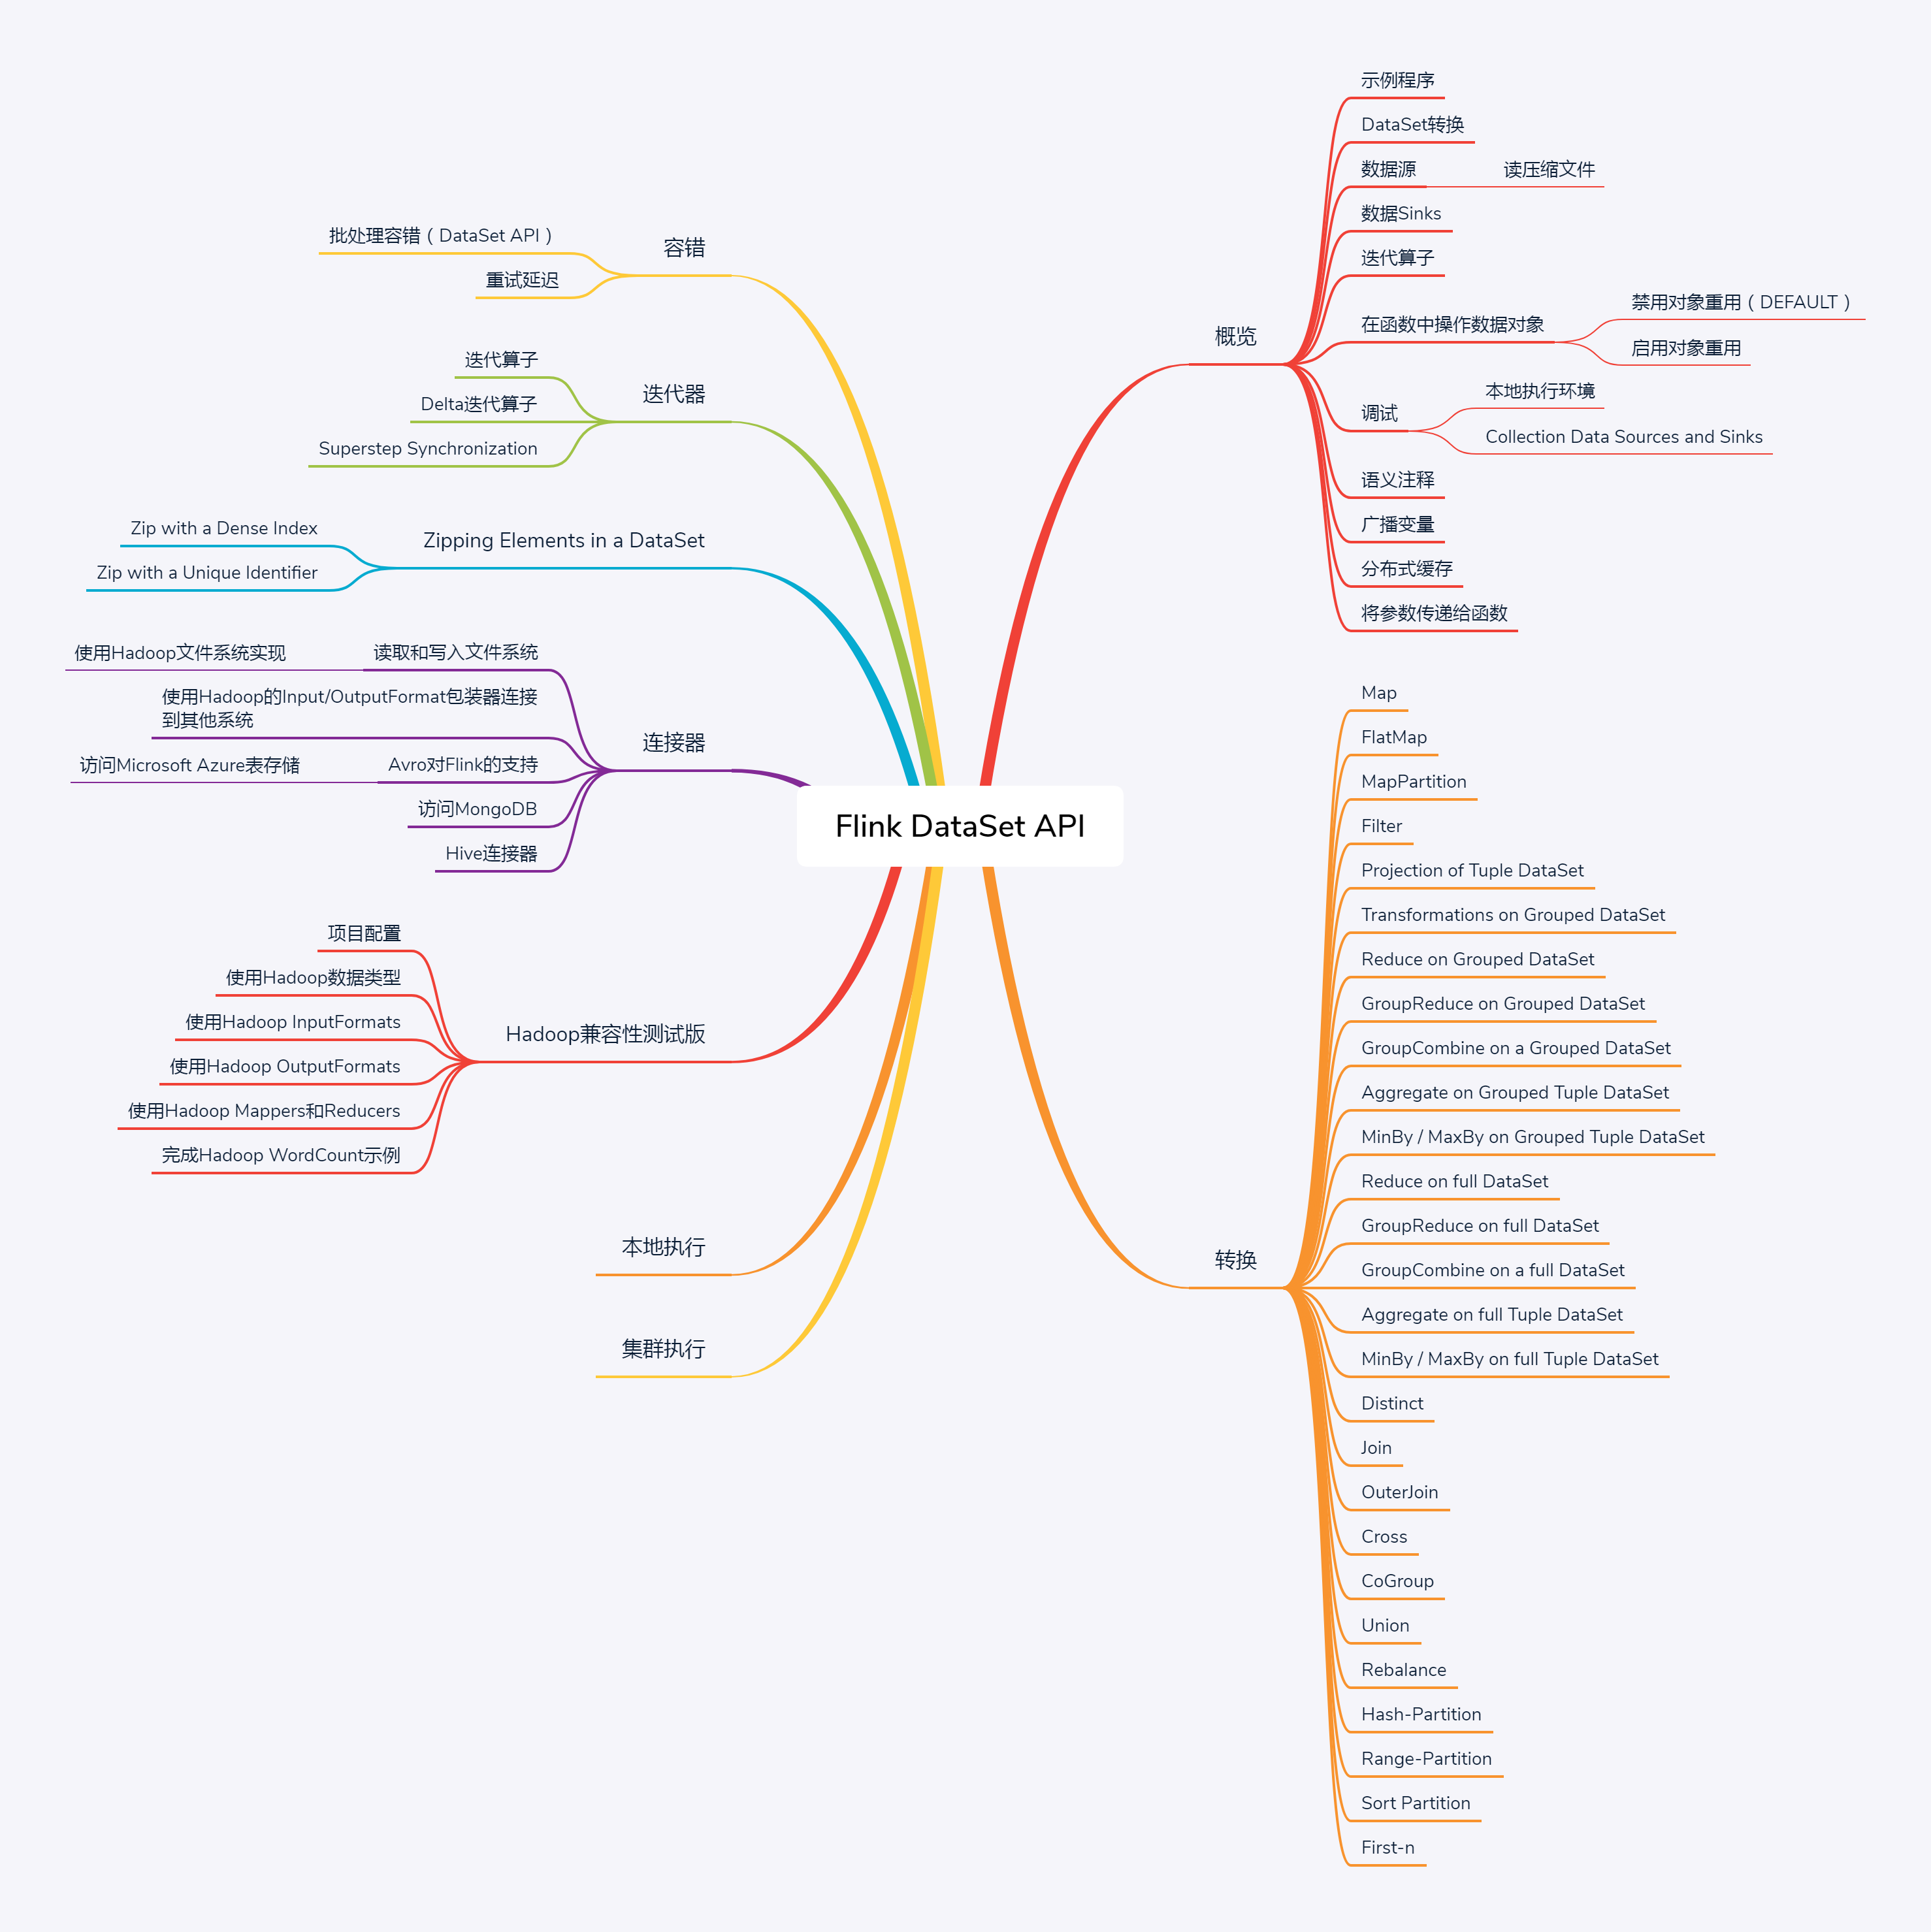 Flink DataSet API
概览
示例程序
DataSet转换
数据源
读压缩文件
数据Sinks
迭代算子
在函数中操作数据对象
禁用对象重用（DEFAULT）
启用对象重用
调试
本地执行环境
Collection Data Sources and Sinks
语义注释
广播变量
分布式缓存
将参数传递给函数
转换
Map
FlatMap
MapPartition
Filter
Projection of Tuple DataSet
Transformations on Grouped DataSet
Reduce on Grouped DataSet
GroupReduce on Grouped DataSet
GroupCombine on a Grouped DataSet
Aggregate on Grouped Tuple DataSet
MinBy / MaxBy on Grouped Tuple DataSet
Reduce on full DataSet
GroupReduce on full DataSet
GroupCombine on a full DataSet
Aggregate on full Tuple DataSet
MinBy / MaxBy on full Tuple DataSet
Distinct
Join
OuterJoin
Cross
CoGroup
Union
Rebalance
Hash-Partition
Range-Partition
Sort Partition
First-n
容错
批处理容错（DataSet API）
重试延迟
迭代器
迭代算子
Delta迭代算子
Superstep Synchronization
Zipping Elements in a DataSet
Zip with a Dense Index
Zip with a Unique Identifier
连接器
读取和写入文件系统
使用Hadoop文件系统实现
使用Hadoop的Input/OutputFormat包装器连接
到其他系统
Avro对Flink的支持
访问Microsoft Azure表存储
访问MongoDB
Hive连接器
Hadoop兼容性测试版
项目配置
使用Hadoop数据类型
使用Hadoop InputFormats
使用Hadoop OutputFormats
使用Hadoop Mappers和Reducers
完成Hadoop WordCount示例
本地执行
集群执行